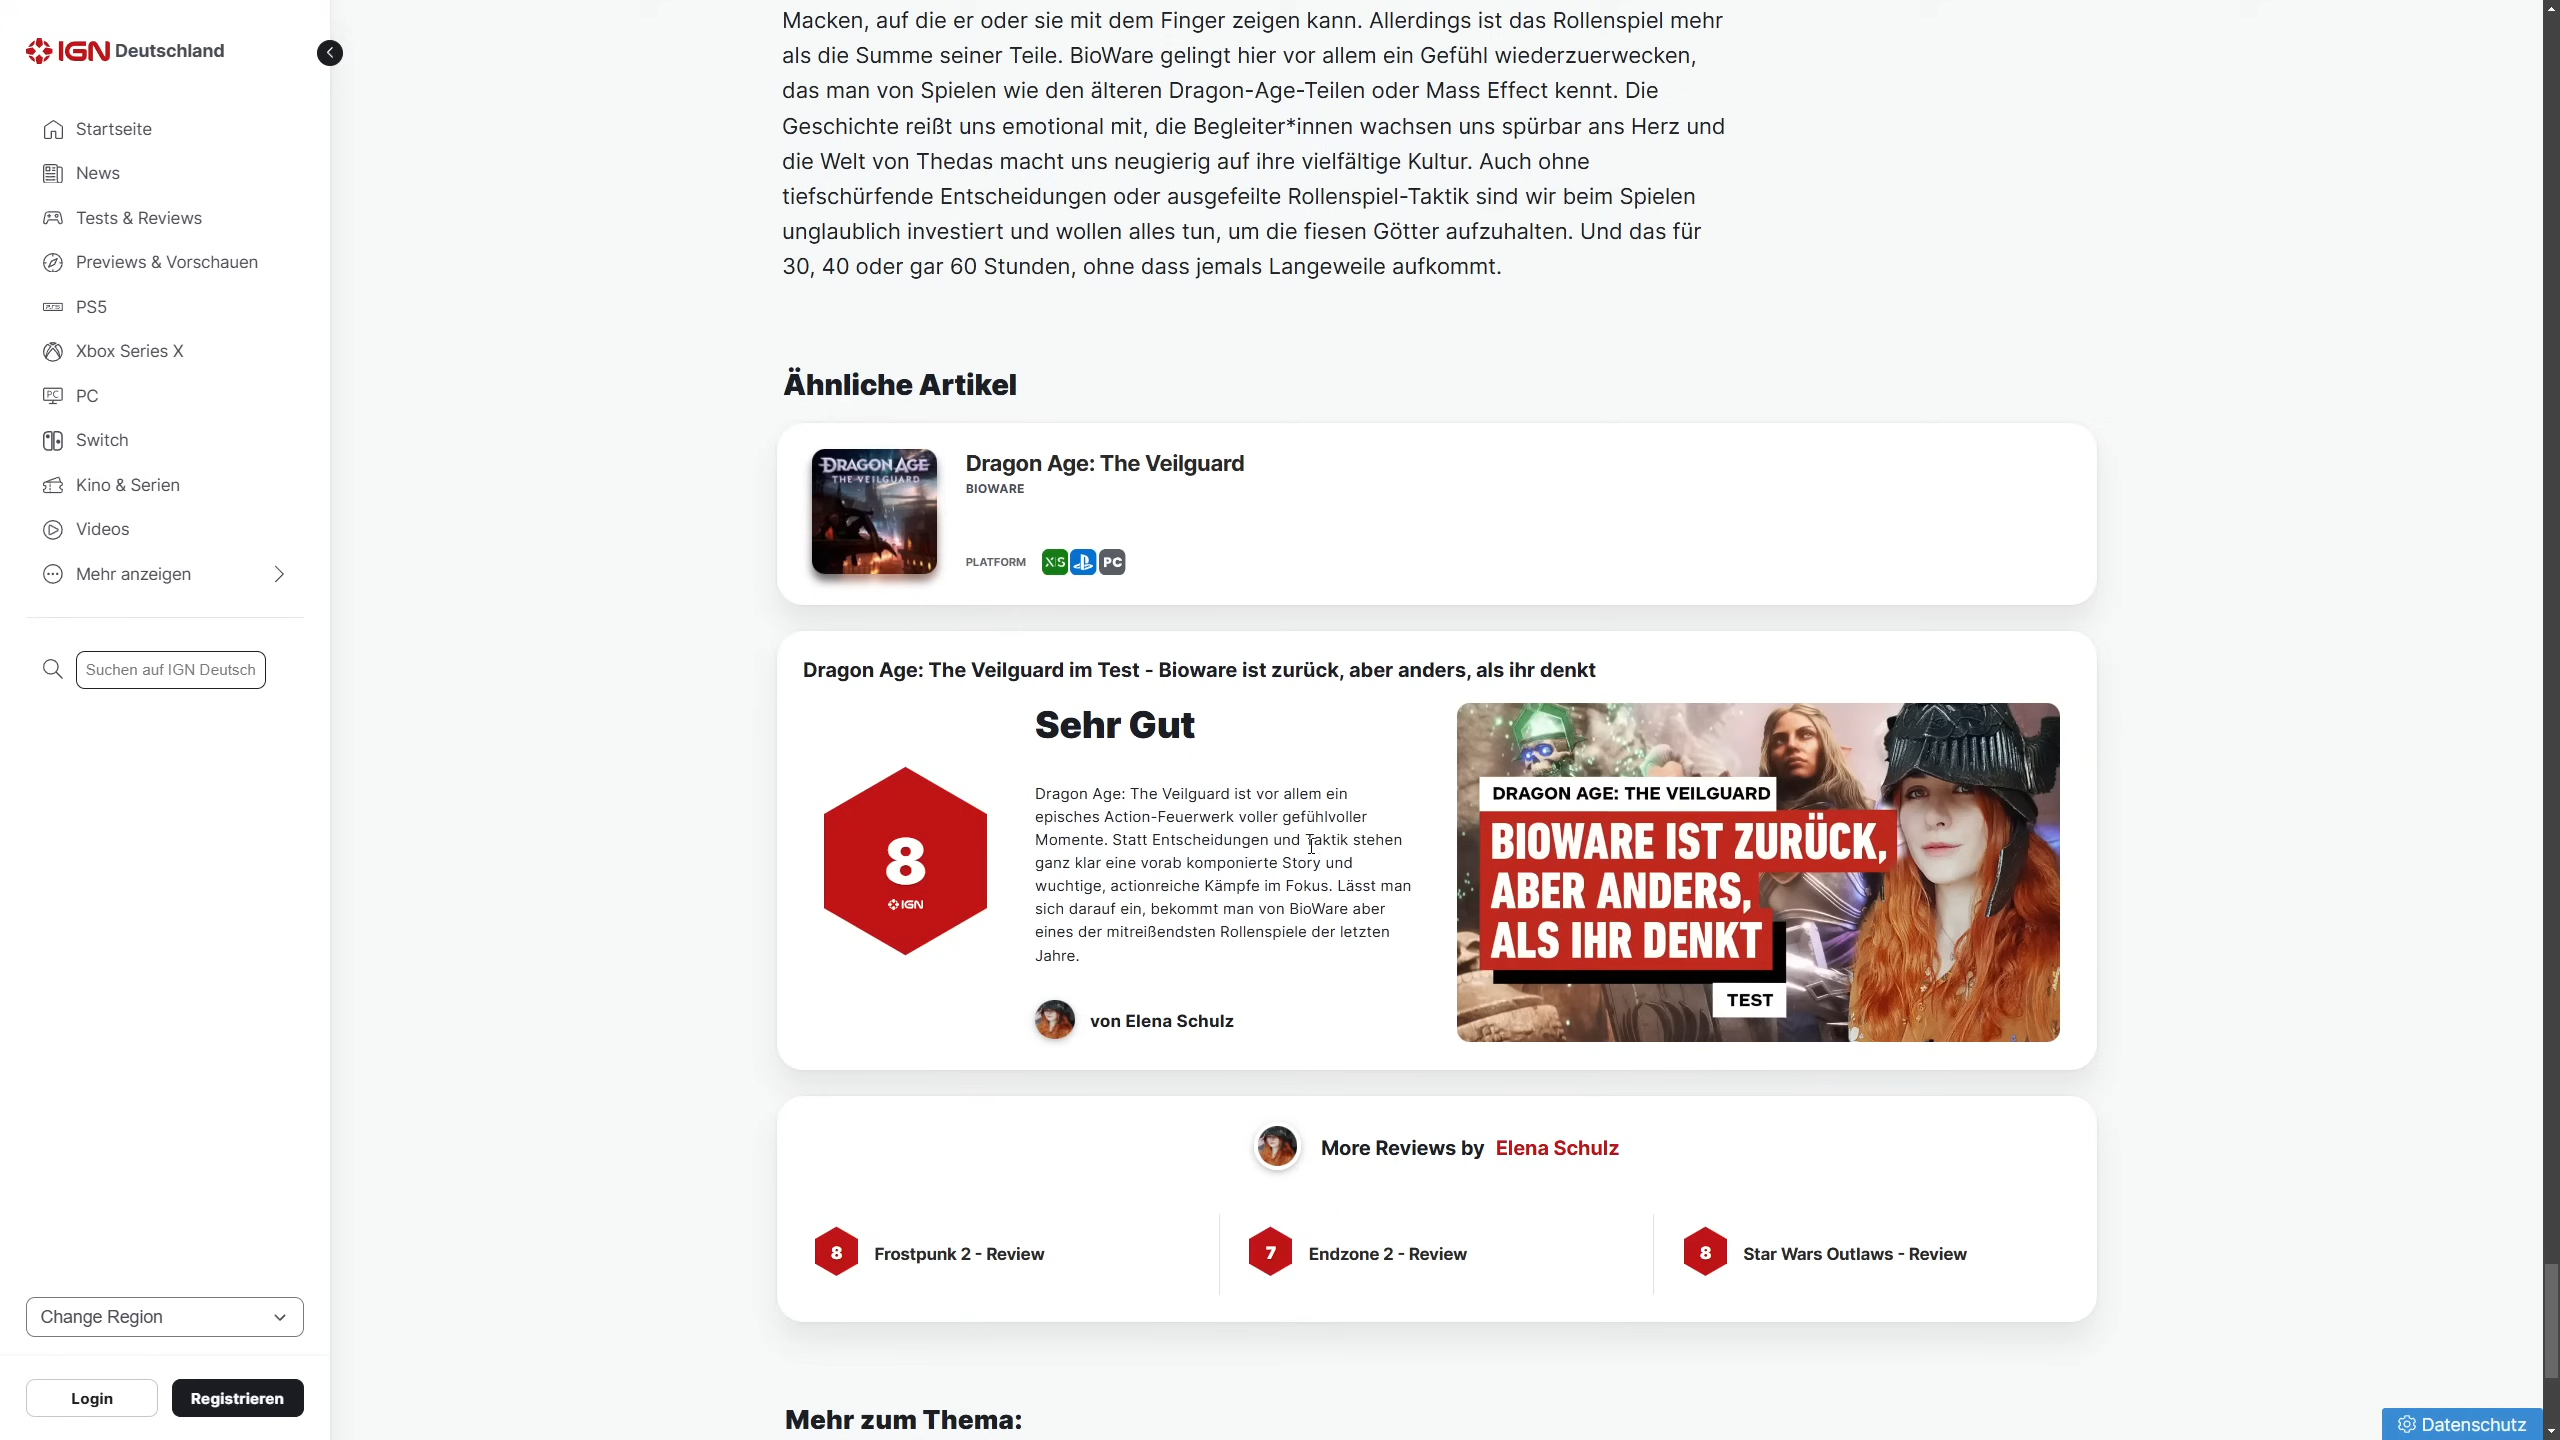 IGN Deutschland
Startseite
News
Tests & Reviews
Previews & Vorschauen
PS5
Xbox Series X
PC
Switch
Kino & Serien
Videos
Mehr anzeigen
Suchen auf IGN Deutsch
Change Region
Login
Registrieren
Macken, auf die er oder sie mit dem Finger zeigen kann. Allerdings ist das Rollenspiel mehr
als die Summe seiner Teile. BioWare gelingt hier vor allem ein Gefühl wiederzuerwecken,
das man von Spielen wie den älteren Dragon-Age-Teilen oder Mass Effect kennt. Die
Geschichte reißt uns emotional mit, die Begleiter*innen wachsen uns spürbar ans Herz und
die Welt von Thedas macht uns neugierig auf ihre vielfältige Kultur. Auch ohne
tiefschürfende Entscheidungen oder ausgefeilte Rollenspiel-Taktik sind wir beim Spielen
unglaublich investiert und wollen alles tun, um die fiesen Götter aufzuhalten. Und das für
30, 40 oder gar 60 Stunden, ohne dass jemals Langeweile aufkommt.
Ähnliche Artikel
DRAGON AGE
THE VEILGUARD
Dragon Age: The Veilguard
BIOWARE
PLATFORM X|S PC
Dragon Age: The Veilguard im Test - Bioware ist zurück, aber anders, als ihr denkt
8
IGN
Sehr Gut
Dragon Age: The Veilguard ist vor allem ein
episches Action-Feuerwerk voller gefühlvoller
Momente. Statt Entscheidungen und Taktik stehen
ganz klar eine vorab komponierte Story und
wuchtige, actionreiche Kämpfe im Fokus. Lässt man
sich darauf ein, bekommt man von BioWare aber
eines der mitreißendsten Rollenspiele der letzten
Jahre.
von Elena Schulz
DRAGON AGE: THE VEILGUARD
BIOWARE IST ZURÜCK,
ABER ANDERS,
ALS IHR DENKT
TEST
More Reviews by Elena Schulz
8 Frostpunk 2 - Review
7 Endzone 2 - Review
8 Star Wars Outlaws - Review
Mehr zum Thema:
Datenschutz